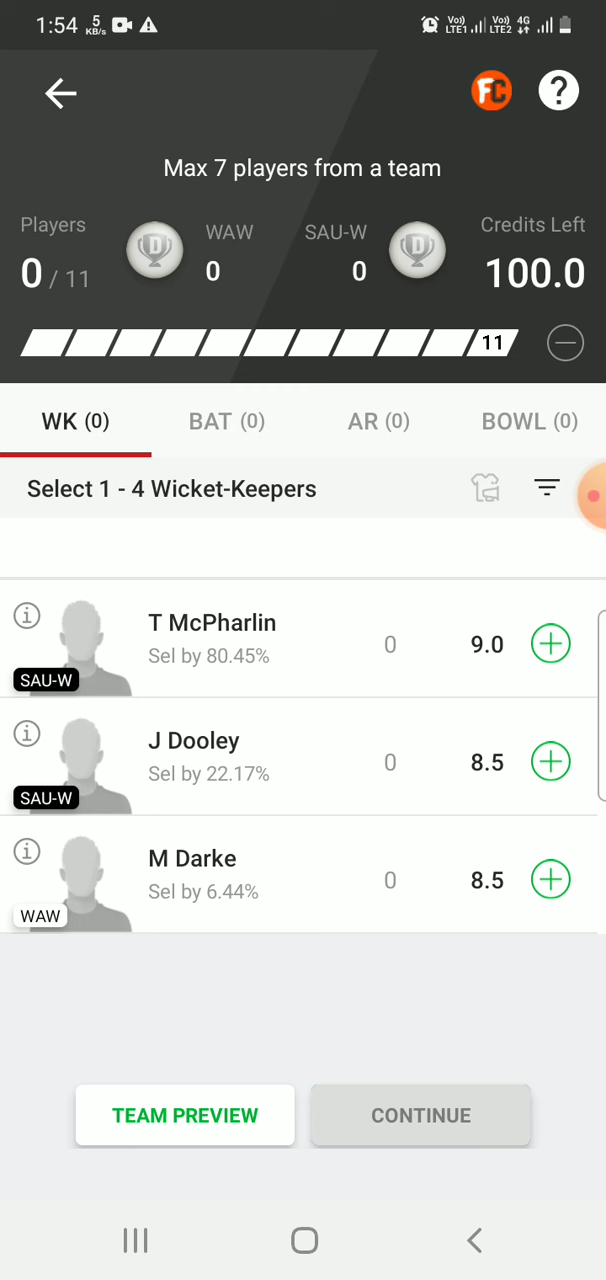 1:54 5 KB/s Vo)) LTE1 Vo)) LTE2 4G
FC ?
Max 7 players from a team
Players WAW SAU-W Credits Left
0 / 11 D 0 0 D 100.0
11
WK (0) BAT (0) AR (0) BOWL (0)
Select 1 - 4 Wicket-Keepers
i T McPharlin
Sel by 80.45% 0 9.0
SAU-W
i J Dooley
Sel by 22.17% 0 8.5
SAU-W
i M Darke
Sel by 6.44% 0 8.5
WAW
TEAM PREVIEW CONTINUE